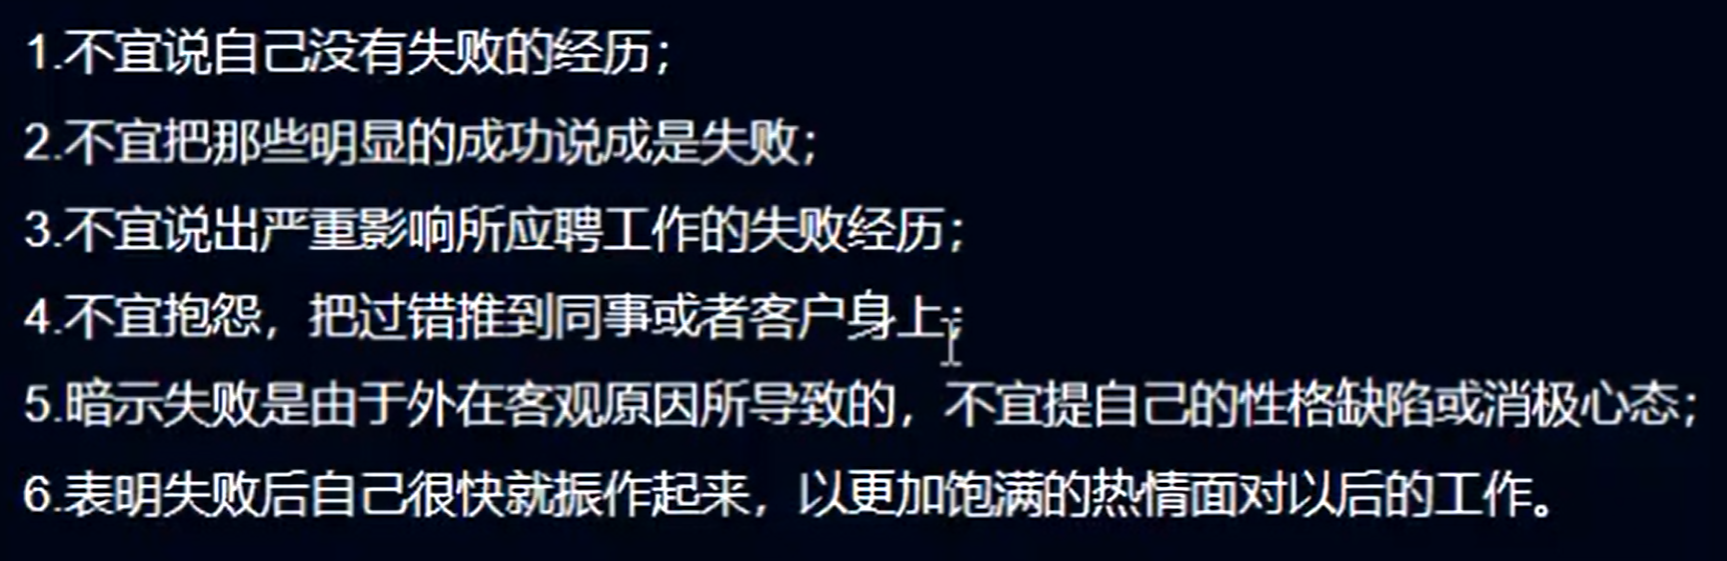 1.不宜说自己没有失败的经历；
2.不宜把那些明显的成功说成是失败；
3.不宜说出严重影响所应聘工作的失败经历；
4.不宜抱怨，把过错推到同事或者客户身上；
5.暗示失败是由于外在客观原因所导致的，不宜提自己的性格缺陷或消极心态；
6.表明失败后自己很快就振作起来，以更加饱满的热情面对以后的工作。